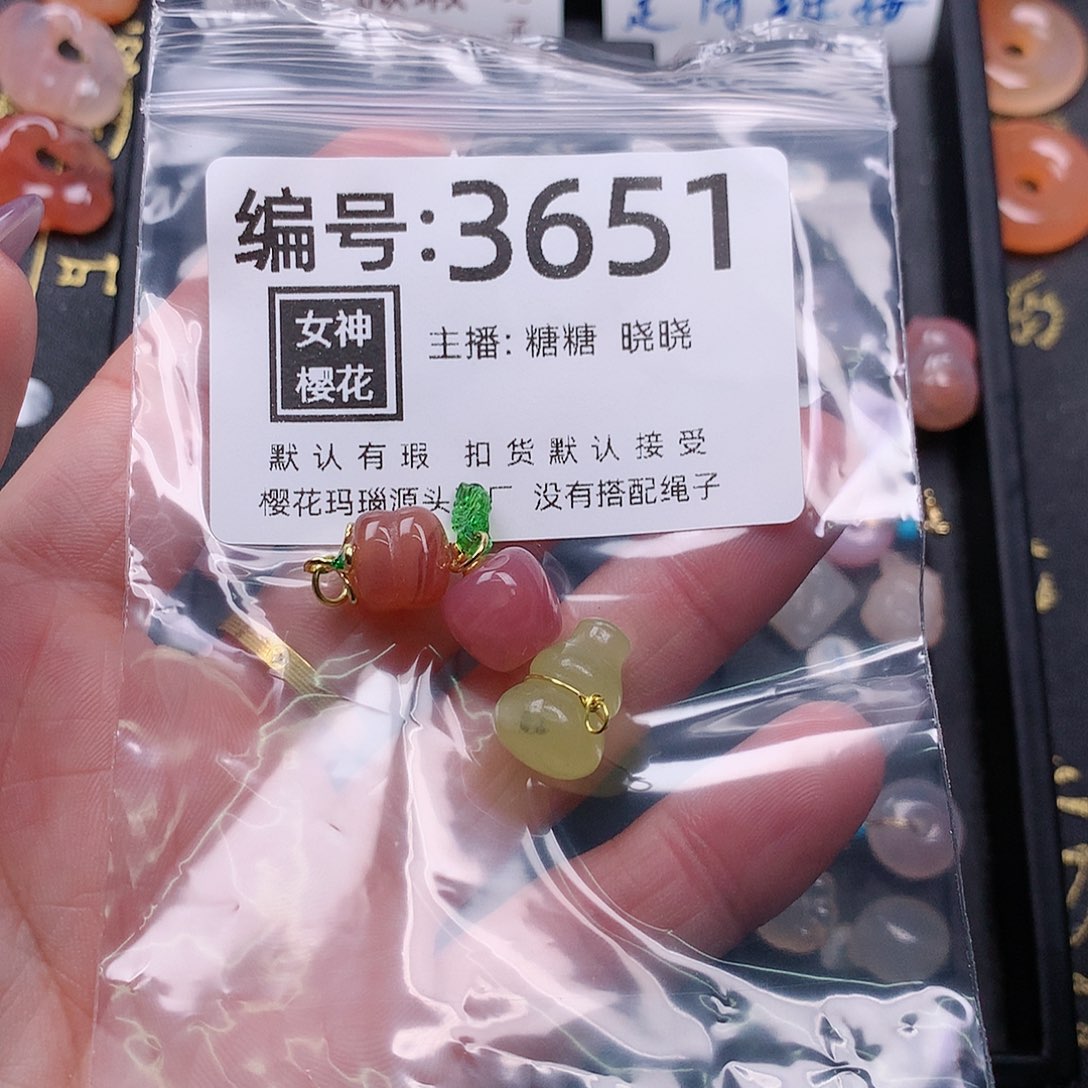 编号:3651
女神
樱花
主播: 糖糖 晓晓
默认有瑕 扣货默认接受
樱花玛瑙源头 厂 没有搭配绳子